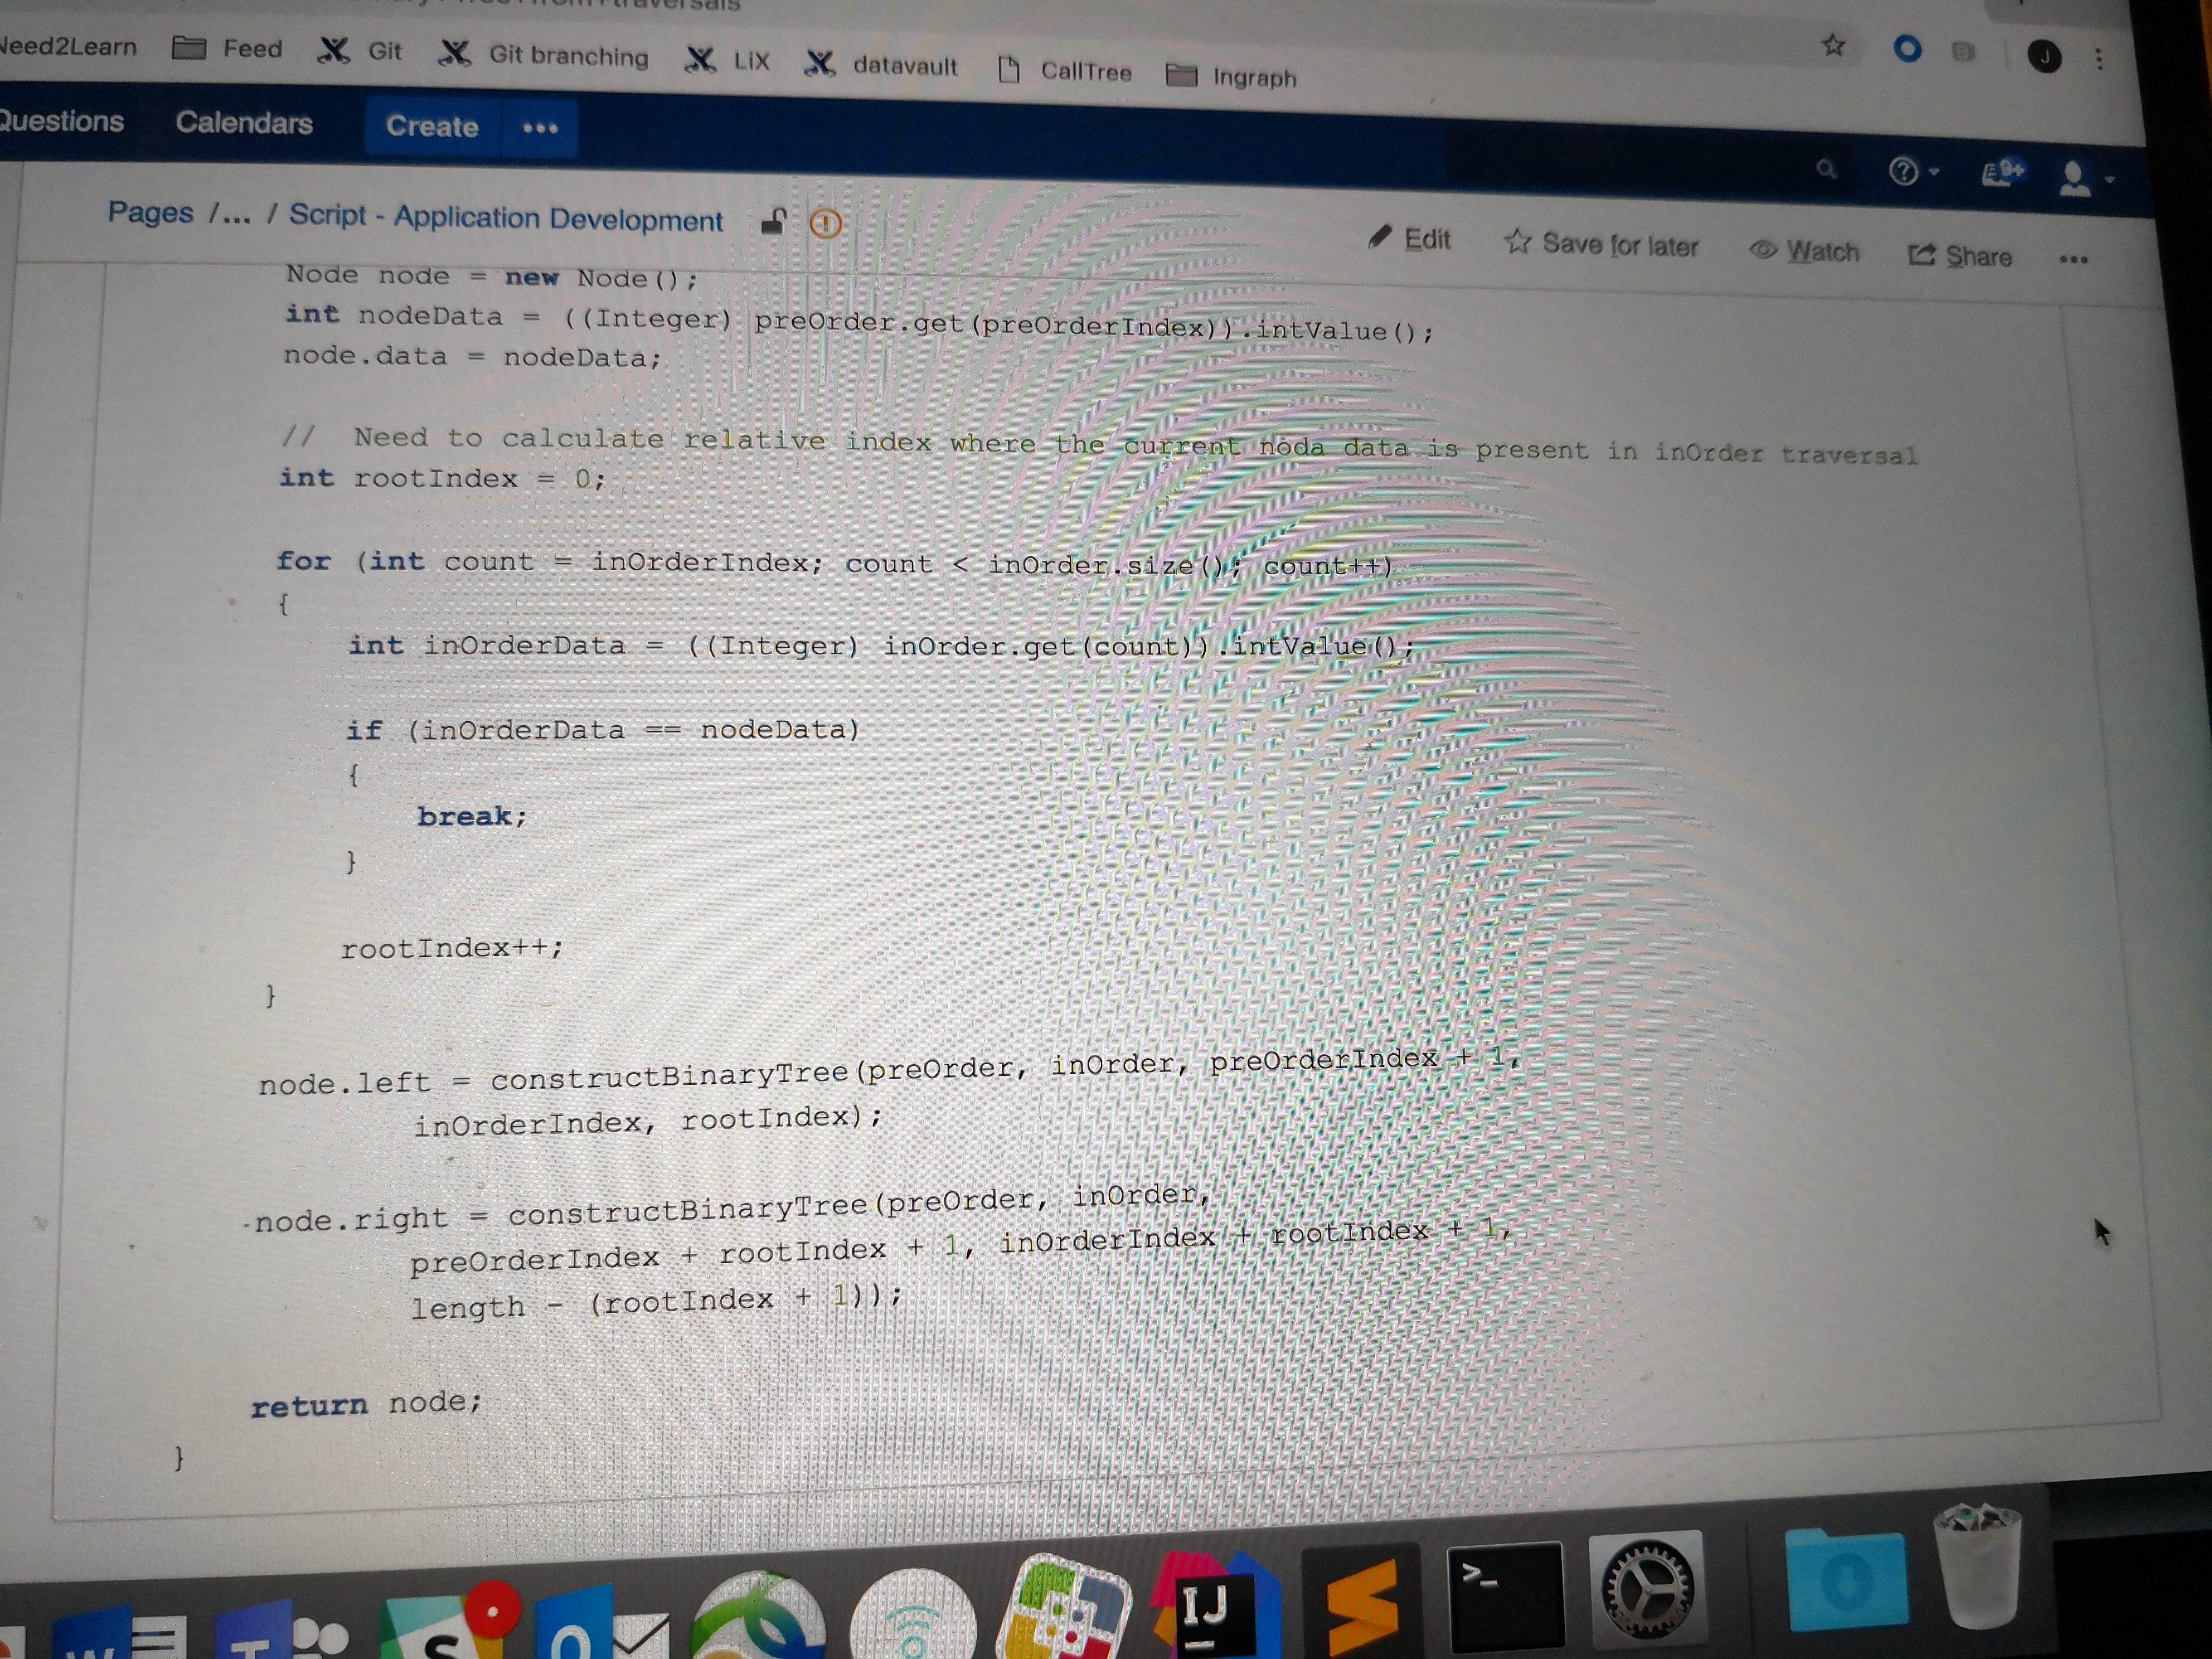 Need2Learn Feed Git Git branching LiX datavault CallTree Ingraph J
Questions Calendars Create •••
9+
Pages /... / Script - Application Development
Edit Save for later Watch Share •••
Node node = new Node();
int nodeData = ((Integer) preOrder.get(preOrderIndex)).intValue();
node.data = nodeData;
// Need to calculate relative index where the current noda data is present in inOrder traversal
int rootIndex = 0;
for (int count = inOrderIndex; count < inOrder.size(); count++)
{
int inOrderData = ((Integer) inOrder.get(count)).intValue();
if (inOrderData == nodeData)
{
break;
}
rootIndex++;
}
node.left = constructBinaryTree(preOrder, inOrder, preOrderIndex + 1,
inOrderIndex, rootIndex);
node.right = constructBinaryTree(preOrder, inOrder,
preOrderIndex + rootIndex + 1, inOrderIndex + rootIndex + 1,
length - (rootIndex + 1));
return node;
}
W T S O IJ >_